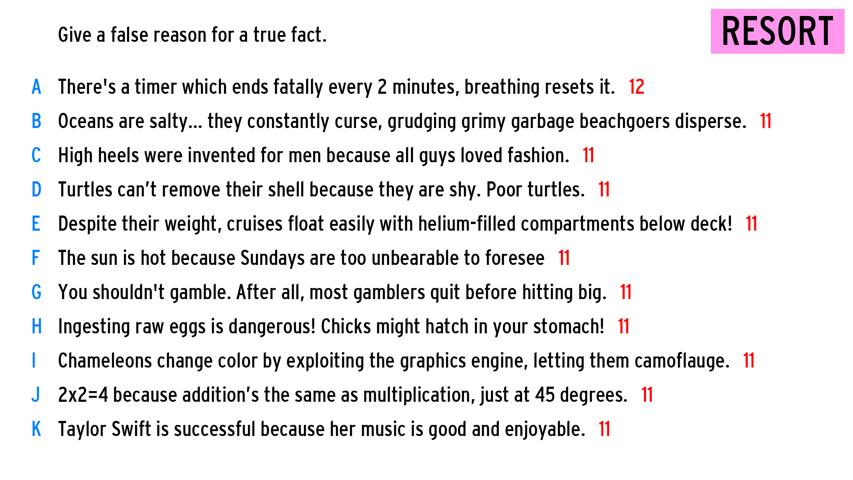 Give a false reason for a true fact.
RESORT
A There's a timer which ends fatally every 2 minutes, breathing resets it. 12
B Oceans are salty... they constantly curse, grudging grimy garbage beachgoers disperse. 11
C High heels were invented for men because all guys loved fashion. 11
D Turtles can’t remove their shell because they are shy. Poor turtles. 11
E Despite their weight, cruises float easily with helium-filled compartments below deck! 11
F The sun is hot because Sundays are too unbearable to foresee 11
G You shouldn't gamble. After all, most gamblers quit before hitting big. 11
H Ingesting raw eggs is dangerous! Chicks might hatch in your stomach! 11
I Chameleons change color by exploiting the graphics engine, letting them camoflauge. 11
J 2x2=4 because addition’s the same as multiplication, just at 45 degrees. 11
K Taylor Swift is successful because her music is good and enjoyable. 11